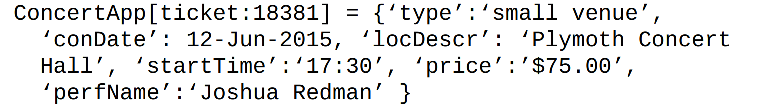 ConcertApp[ticket:18381] = {‘type’:‘small venue’,
‘conDate’: 12-Jun-2015, ‘locDescr’: ‘Plymoth Concert
Hall’, ‘startTime’:‘17:30’, ‘price’:’$75.00’,
‘perfName’:‘Joshua Redman’ }